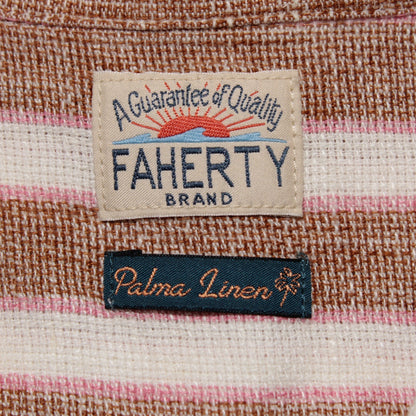 A Guarantee of Quality
FAHERTY
BRAND
Palma Linen